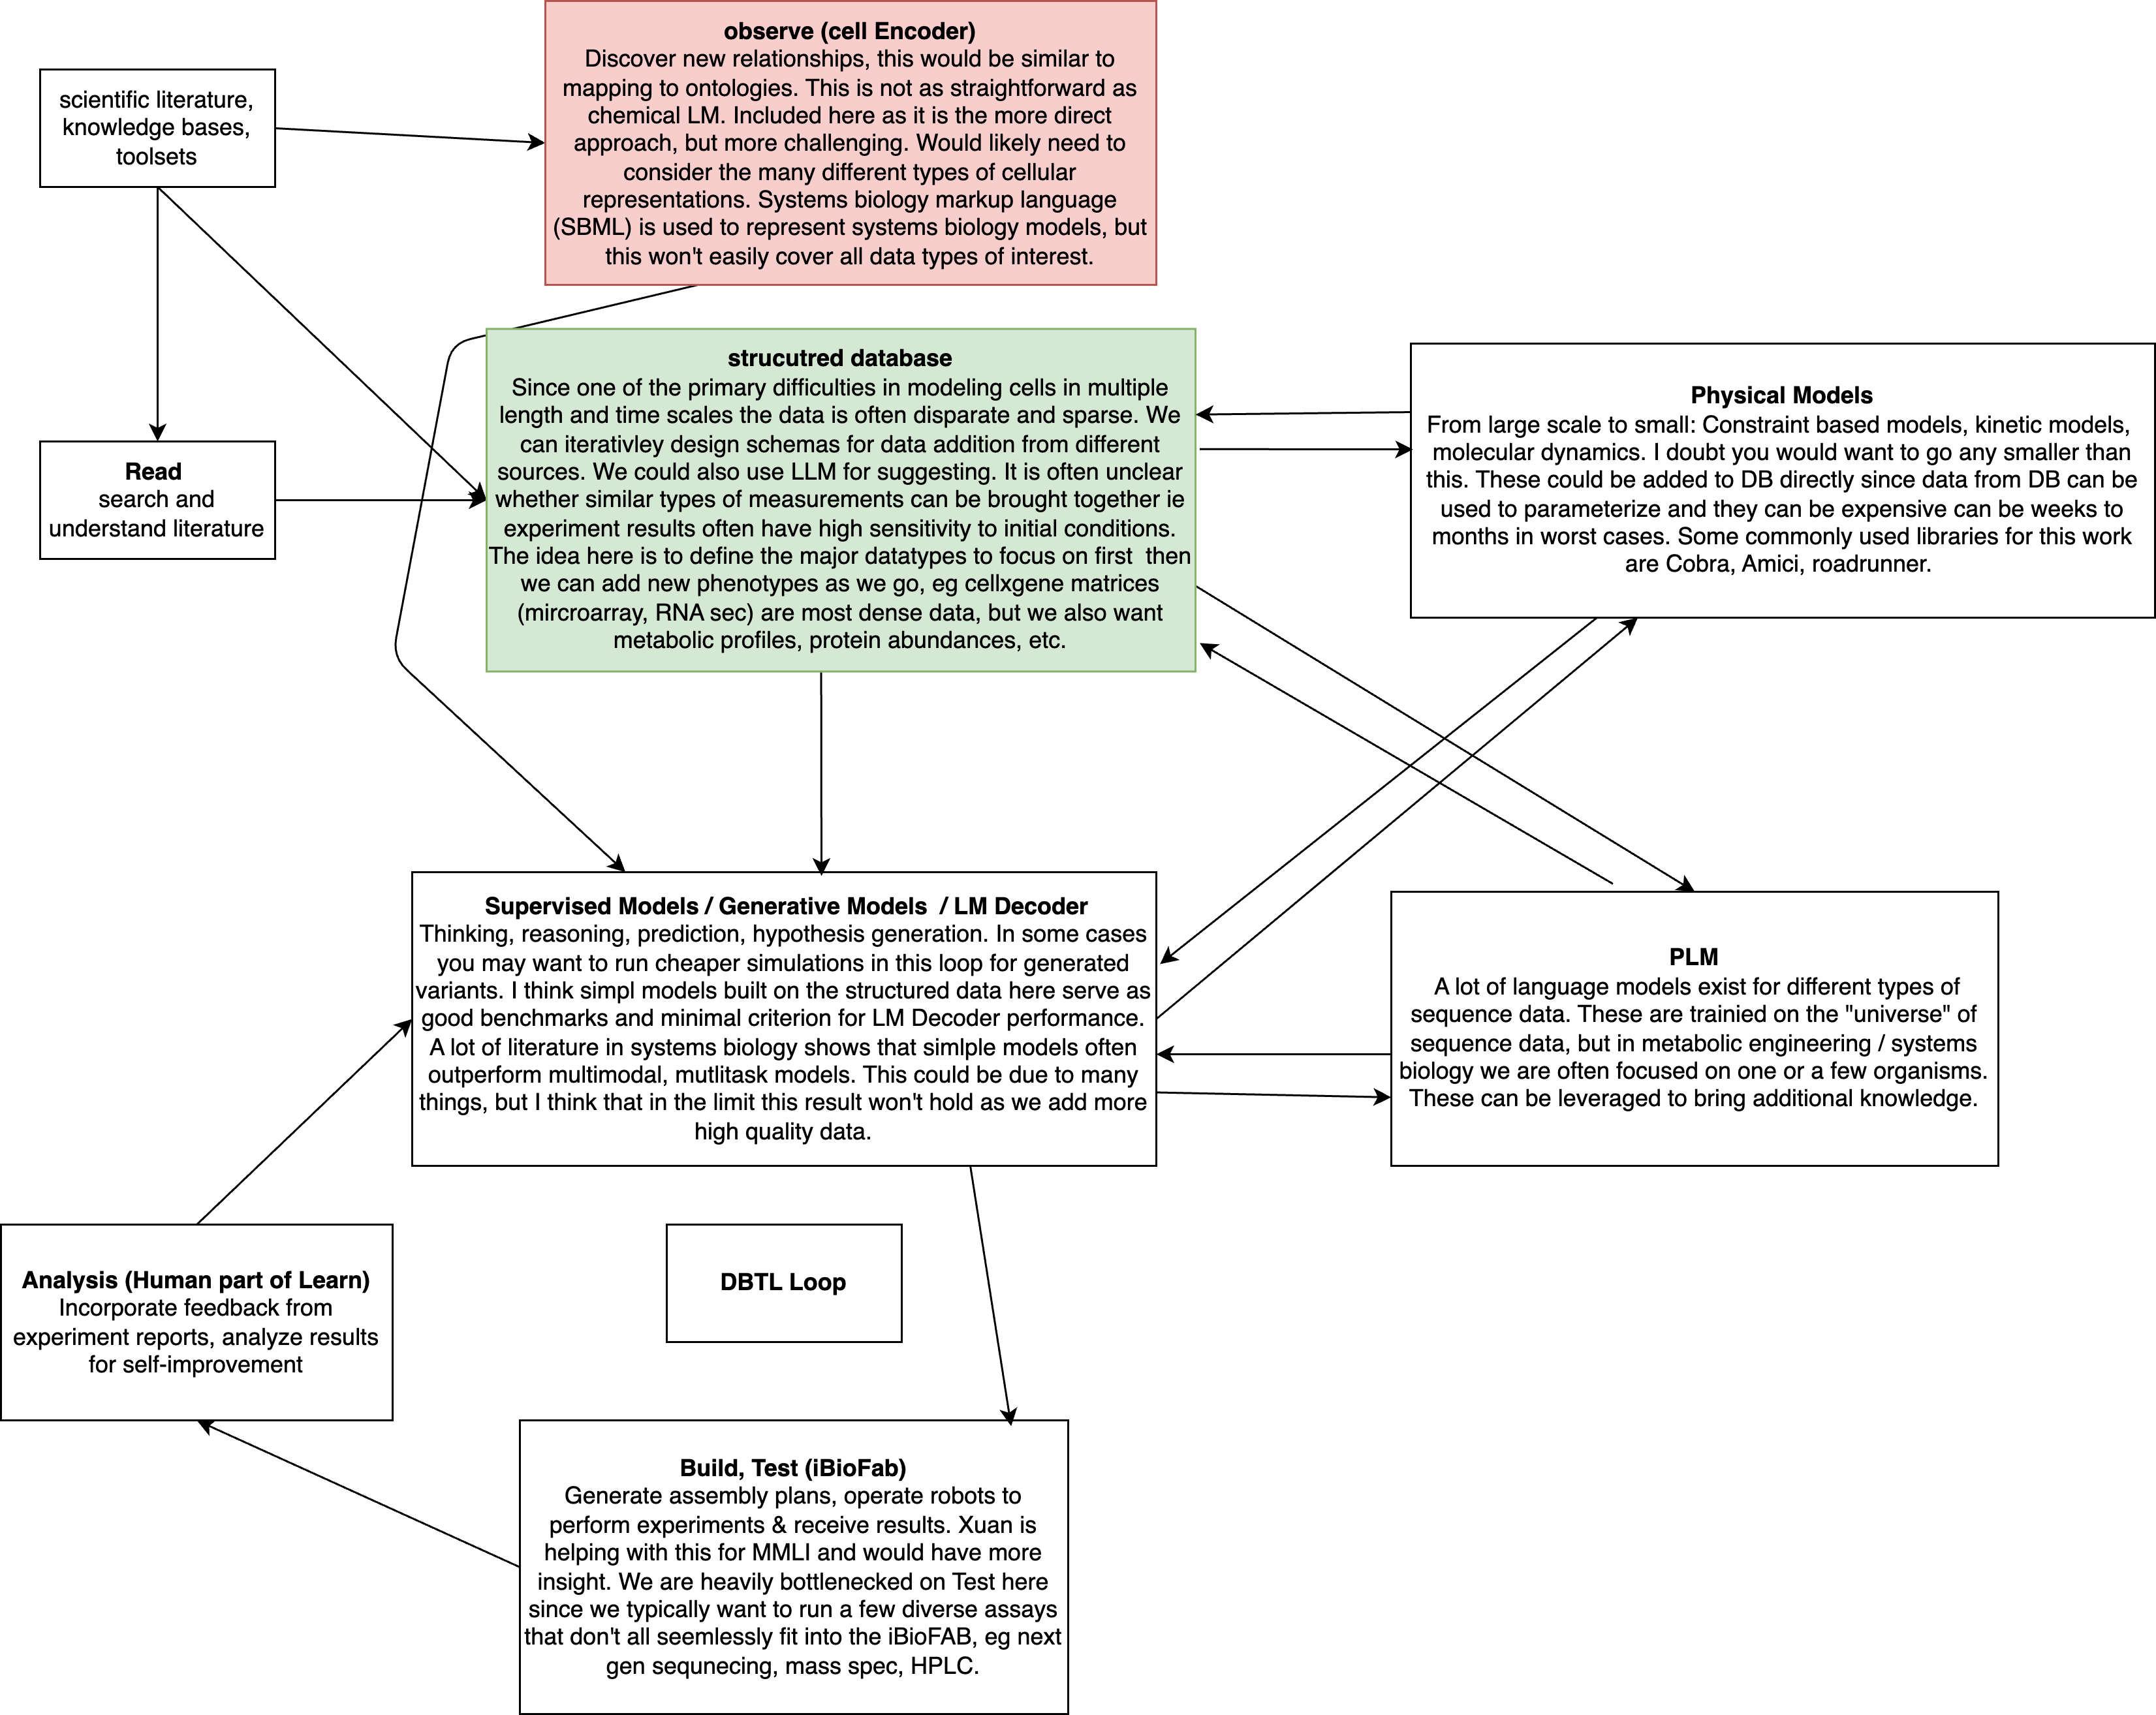 observe (cell Encoder)
Discover new relationships, this would be similar to
mapping to ontologies. This is not as straightforward as
chemical LM. Included here as it is the more direct
approach, but more challenging. Would likely need to
consider the many different types of cellular
representations. Systems biology markup language
(SBML) is used to represent systems biology models, but
this won't easily cover all data types of interest.
scientific literature,
knowledge bases,
toolsets
strucutred database
Since one of the primary difficulties in modeling cells in multiple
length and time scales the data is often disparate and sparse. We
can iterativley design schemas for data addition from different
sources. We could also use LLM for suggesting. It is often unclear
whether similar types of measurements can be brought together ie
experiment results often have high sensitivity to initial conditions.
The idea here is to define the major datatypes to focus on first  then
we can add new phenotypes as we go, eg cellxgene matrices
(mircroarray, RNA sec) are most dense data, but we also want
metabolic profiles, protein abundances, etc.
Physical Models
From large scale to small: Constraint based models, kinetic models,
molecular dynamics. I doubt you would want to go any smaller than
this. These could be added to DB directly since data from DB can be
used to parameterize and they can be expensive can be weeks to
months in worst cases. Some commonly used libraries for this work
are Cobra, Amici, roadrunner.
Read
search and
understand literature
Supervised Models / Generative Models  / LM Decoder
Thinking, reasoning, prediction, hypothesis generation. In some cases
you may want to run cheaper simulations in this loop for generated
variants. I think simpl models built on the structured data here serve as
good benchmarks and minimal criterion for LM Decoder performance.
A lot of literature in systems biology shows that simlple models often
outperform multimodal, mutlitask models. This could be due to many
things, but I think that in the limit this result won't hold as we add more
high quality data.
PLM
A lot of language models exist for different types of
sequence data. These are trainied on the "universe" of
sequence data, but in metabolic engineering / systems
biology we are often focused on one or a few organisms.
These can be leveraged to bring additional knowledge.
Analysis (Human part of Learn)
Incorporate feedback from
experiment reports, analyze results
for self-improvement
DBTL Loop
Build, Test (iBioFab)
Generate assembly plans, operate robots to
perform experiments & receive results. Xuan is
helping with this for MMLI and would have more
insight. We are heavily bottlenecked on Test here
since we typically want to run a few diverse assays
that don't all seemlessly fit into the iBioFAB, eg next
gen sequnecing, mass spec, HPLC.